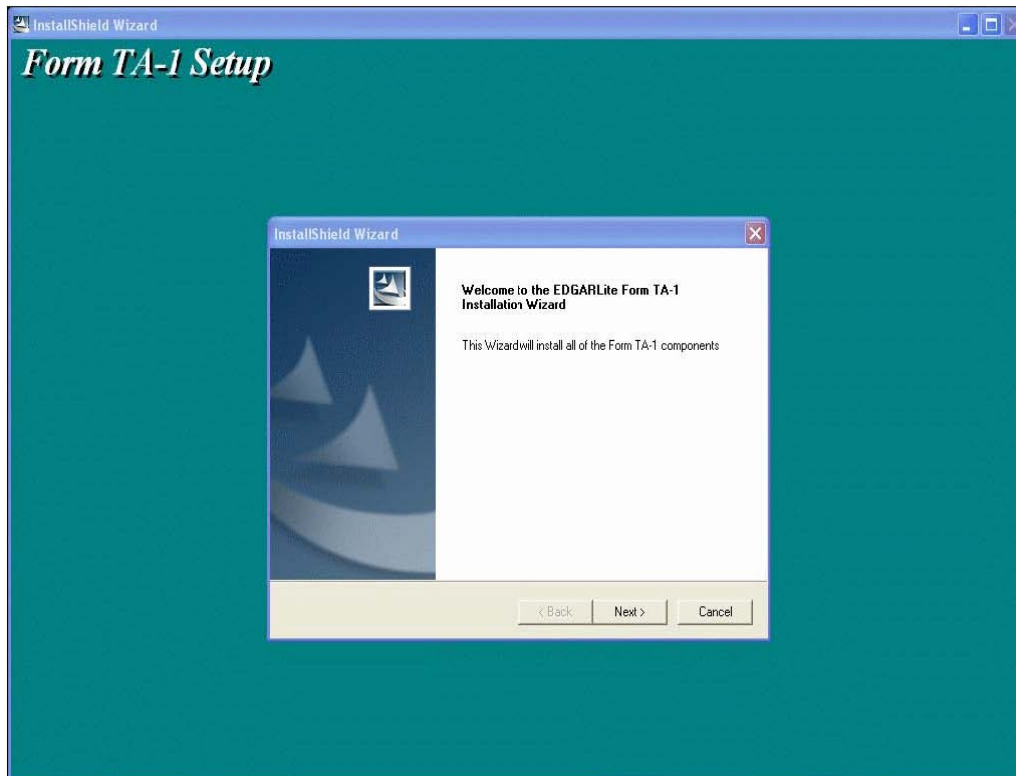 InstallShield Wizard
Form TA-1 Setup
InstallShield Wizard
Welcome to the EDGARLite Form TA-1
Installation Wizard
This Wizardwill install all of the Form TA-1 components
< Back
Next >
Cancel